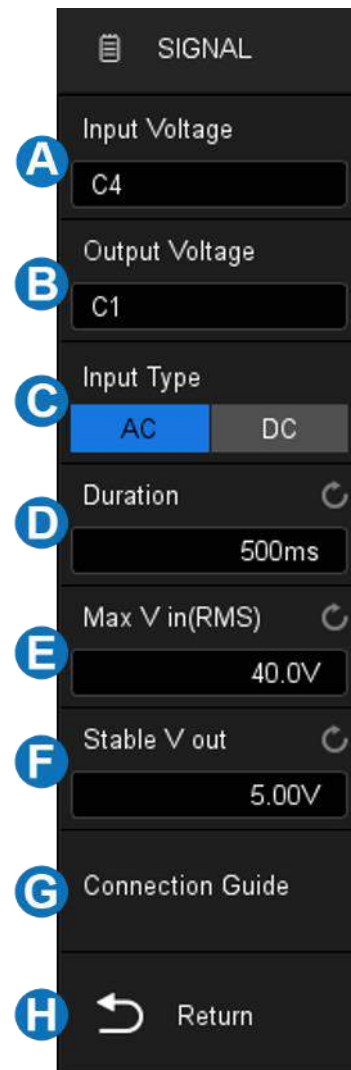 SIGNAL
Input Voltage
A
C4
Output Voltage
B
C1
Input Type
C
AC DC
Duration
D
500ms
Max V in(RMS)
E
40.0V
Stable V out
F
5.00V
G Connection Guide
H Return